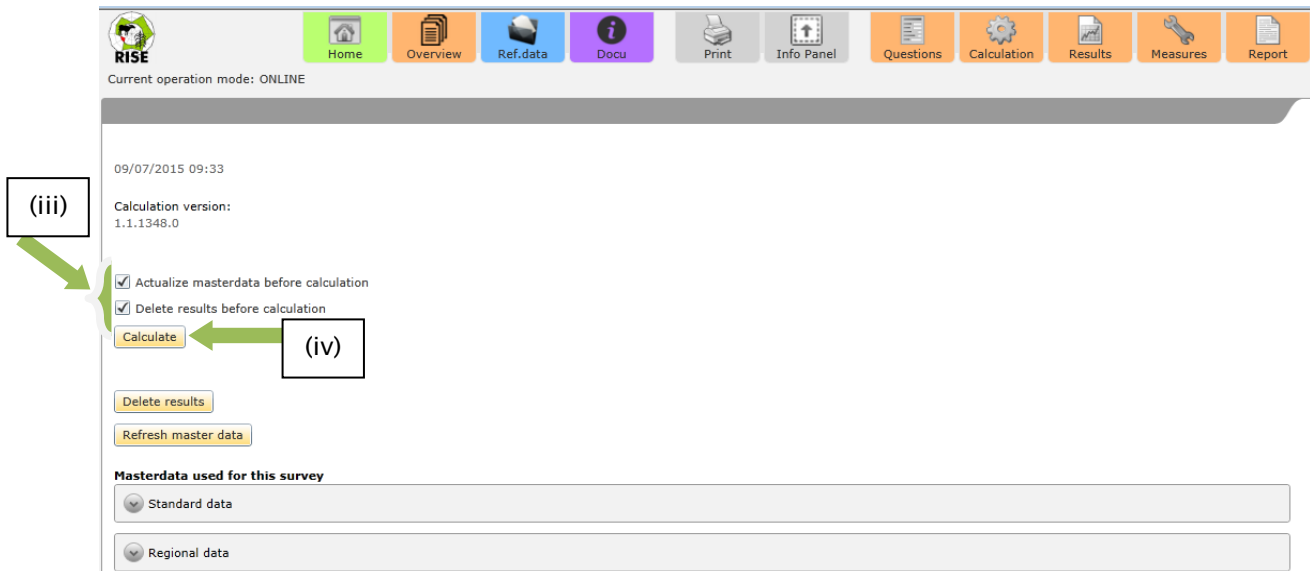 RISE
Home
Overview
Ref.data
Docu
Print
Info Panel
Questions
Calculation
Results
Measures
Report
Current operation mode: ONLINE
09/07/2015 09:33
(iii)
Calculation version:
1.1.1348.0
Actualize masterdata before calculation
Delete results before calculation
Calculate
(iv)
Delete results
Refresh master data
Masterdata used for this survey
Standard data
Regional data